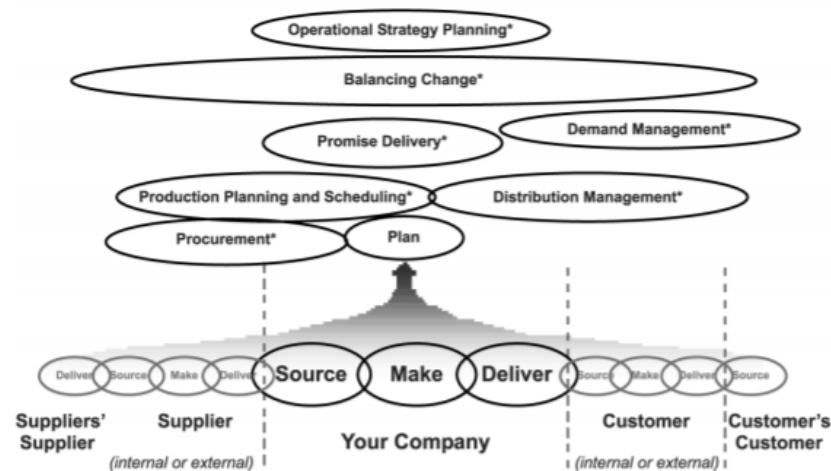 Operational Strategy Planning*
Balancing Change*
Demand Management*
Promise Delivery*
Production Planning and Scheduling*
Distribution Management*
Procurement*
Plan
Deliver Source Make Deliver Source Make Deliver Source Make Deliver Source
Suppliers' Supplier Customer Customer's
Supplier Customer
Your Company
(internal or external) (internal or external)